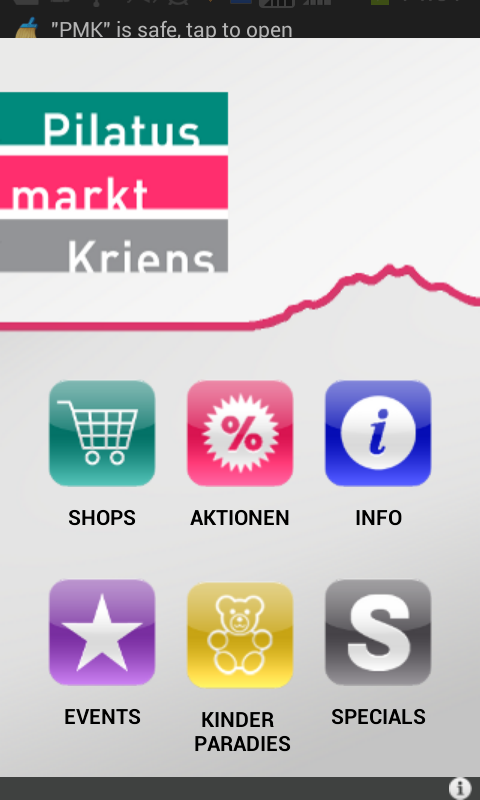 "PMK" is safe, tap to open
Pilatus
markt
Kriens
SHOPS
AKTIONEN
INFO
EVENTS
KINDER
PARADIES
SPECIALS